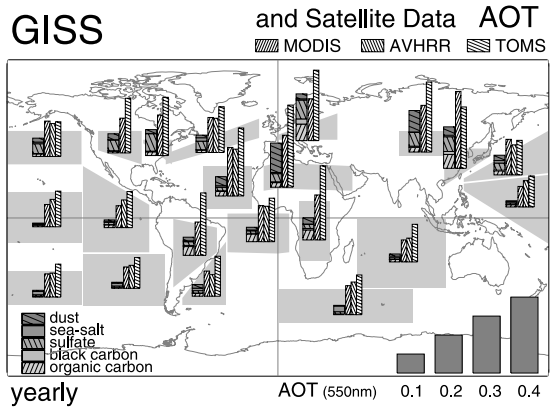 GISS
and Satellite Data AOT
MODIS AVHRR TOMS
dust
sea-salt
sulfate
black carbon
organic carbon
yearly
AOT (550nm) 0.1 0.2 0.3 0.4